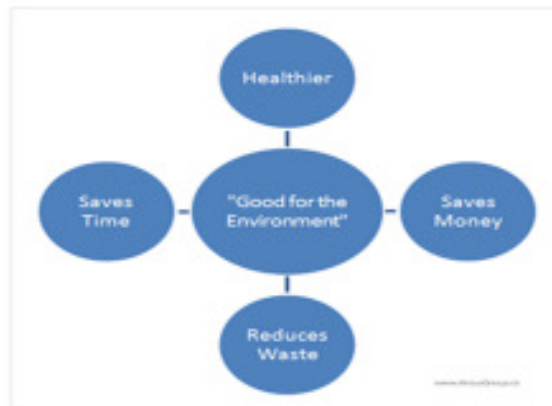 Healthier
Saves
Time
"Good for the
Environment"
Saves
Money
Reduces
Waste